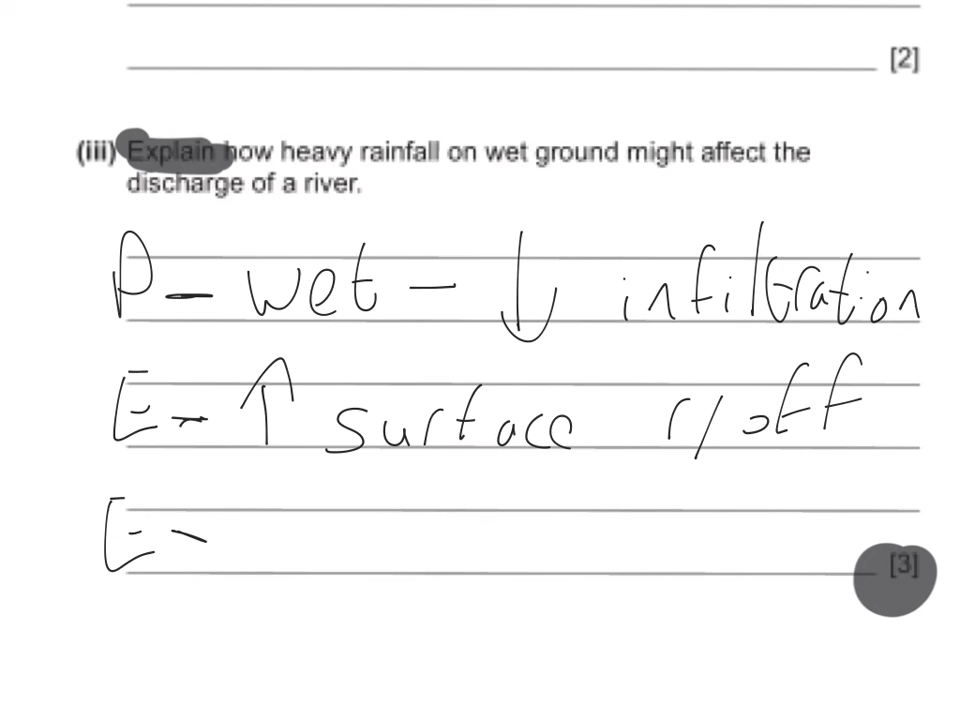 [2]
(iii) Explain how heavy rainfall on wet ground might affect the
discharge of a river.
P - wet - ↓ infiltration
E - ↑ surface r/off
E -
[3]